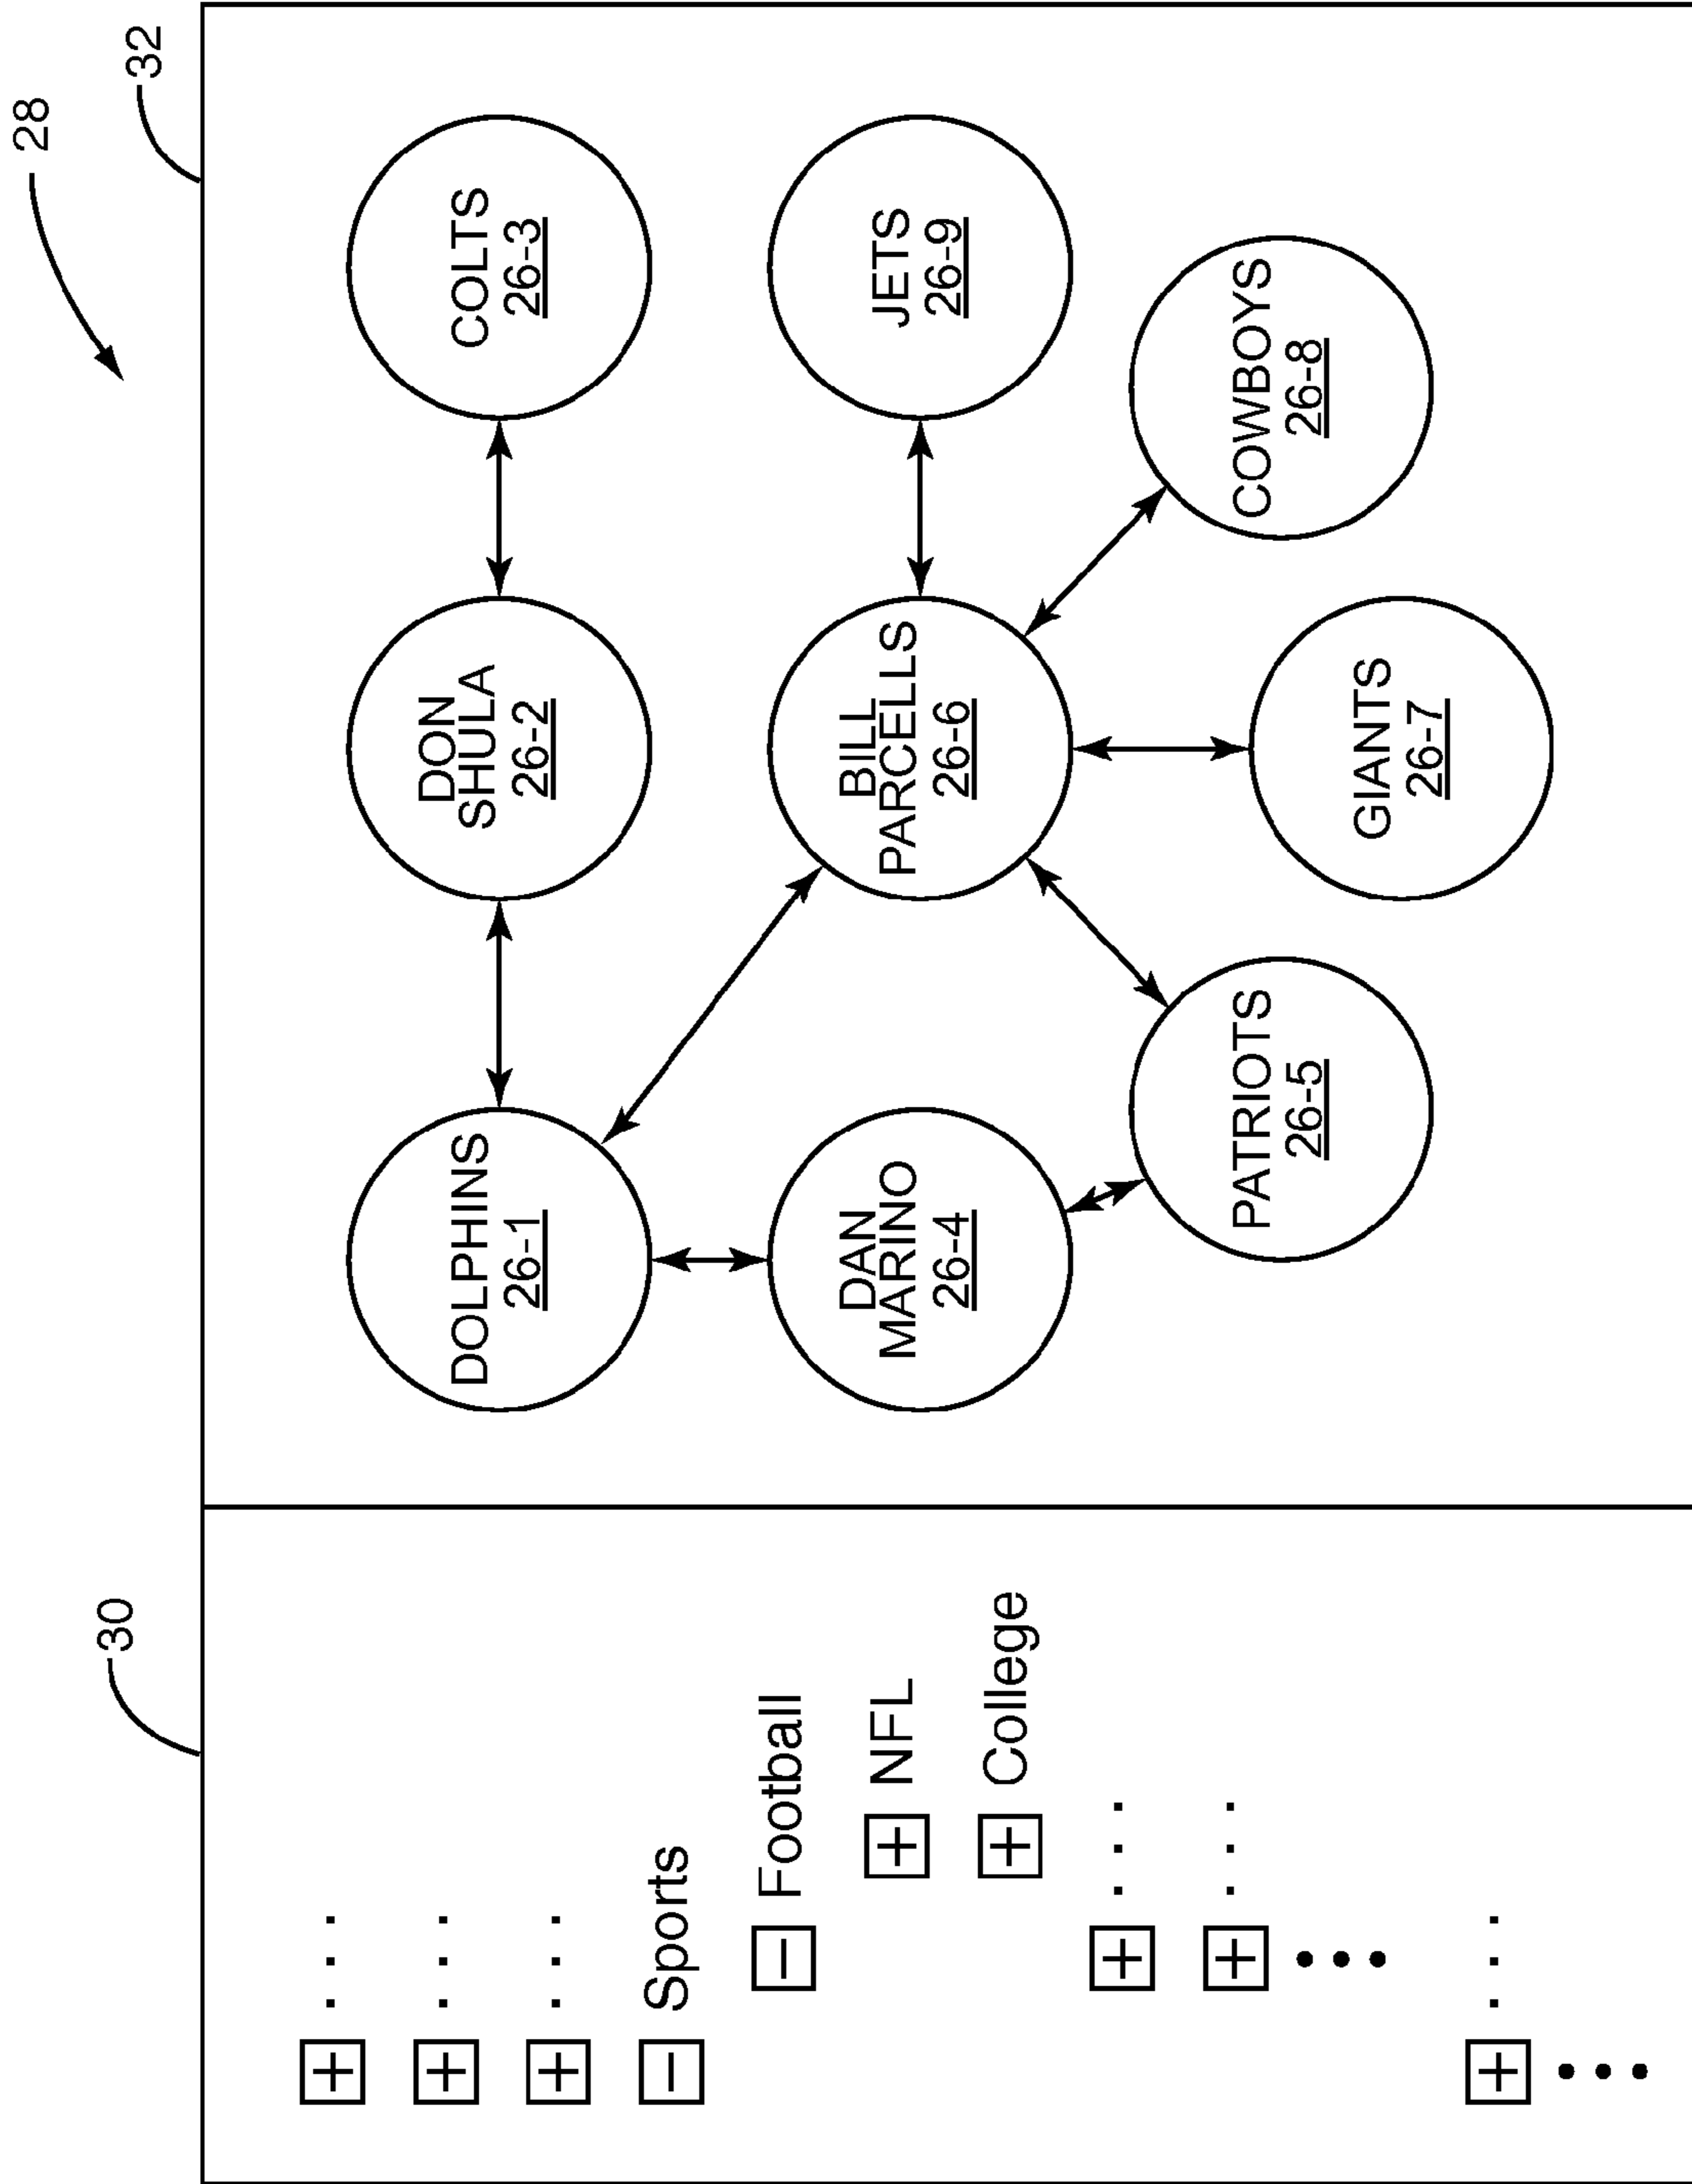 28
30
32
+ . . .
+ . . .
+ . . .
− Sports
− Football
+ NFL
+ College
+ . . .
+ . . .
+ . . .
DOLPHINS
26-1
DON
SHULA
26-2
COLTS
26-3
DAN
MARINO
26-4
BILL
PARCELLS
26-6
JETS
26-9
PATRIOTS
26-5
COWBOYS
26-8
GIANTS
26-7